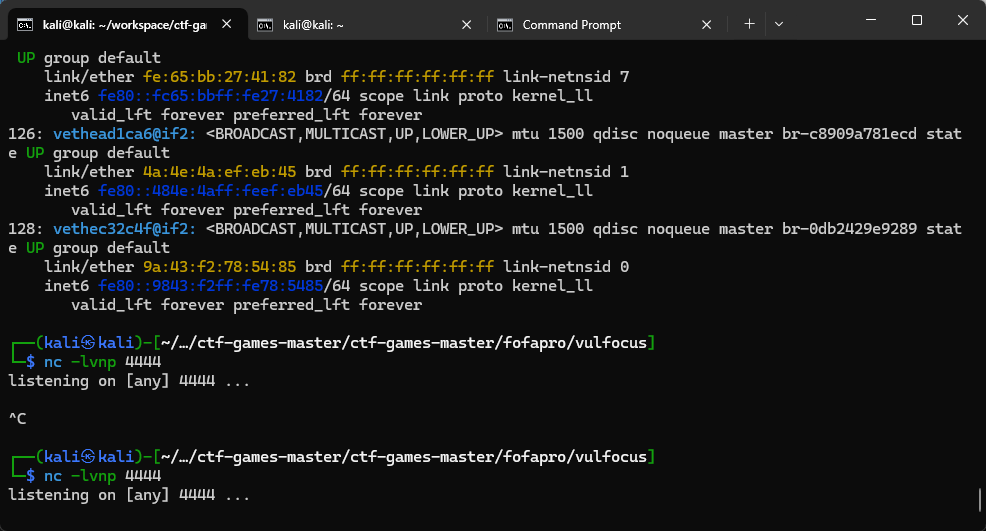 kali@kali: ~/workspace/ctf-ga
kali@kali: ~
Command Prompt
UP group default
link/ether fe:65:bb:27:41:82 brd ff:ff:ff:ff:ff:ff link-netnsid 7
inet6 fe80::fc65:bbff:fe27:4182/64 scope link proto kernel_ll
valid_lft forever preferred_lft forever
126: vethead1ca6@if2: <BROADCAST,MULTICAST,UP,LOWER_UP> mtu 1500 qdisc noqueue master br-c8909a781ecd stat
e UP group default
link/ether 4a:4e:4a:ef:eb:45 brd ff:ff:ff:ff:ff:ff link-netnsid 1
inet6 fe80::484e:4aff:feef:eb45/64 scope link proto kernel_ll
valid_lft forever preferred_lft forever
128: vethec32c4f@if2: <BROADCAST,MULTICAST,UP,LOWER_UP> mtu 1500 qdisc noqueue master br-0db2429e9289 stat
e UP group default
link/ether 9a:43:f2:78:54:85 brd ff:ff:ff:ff:ff:ff link-netnsid 0
inet6 fe80::9843:f2ff:fe78:5485/64 scope link proto kernel_ll
valid_lft forever preferred_lft forever
┌──(kali㉿kali)-[~/…/ctf-games-master/ctf-games-master/fofapro/vulfocus]
└─$ nc -lvnp 4444
listening on [any] 4444 ...
^C
┌──(kali㉿kali)-[~/…/ctf-games-master/ctf-games-master/fofapro/vulfocus]
└─$ nc -lvnp 4444
listening on [any] 4444 ...